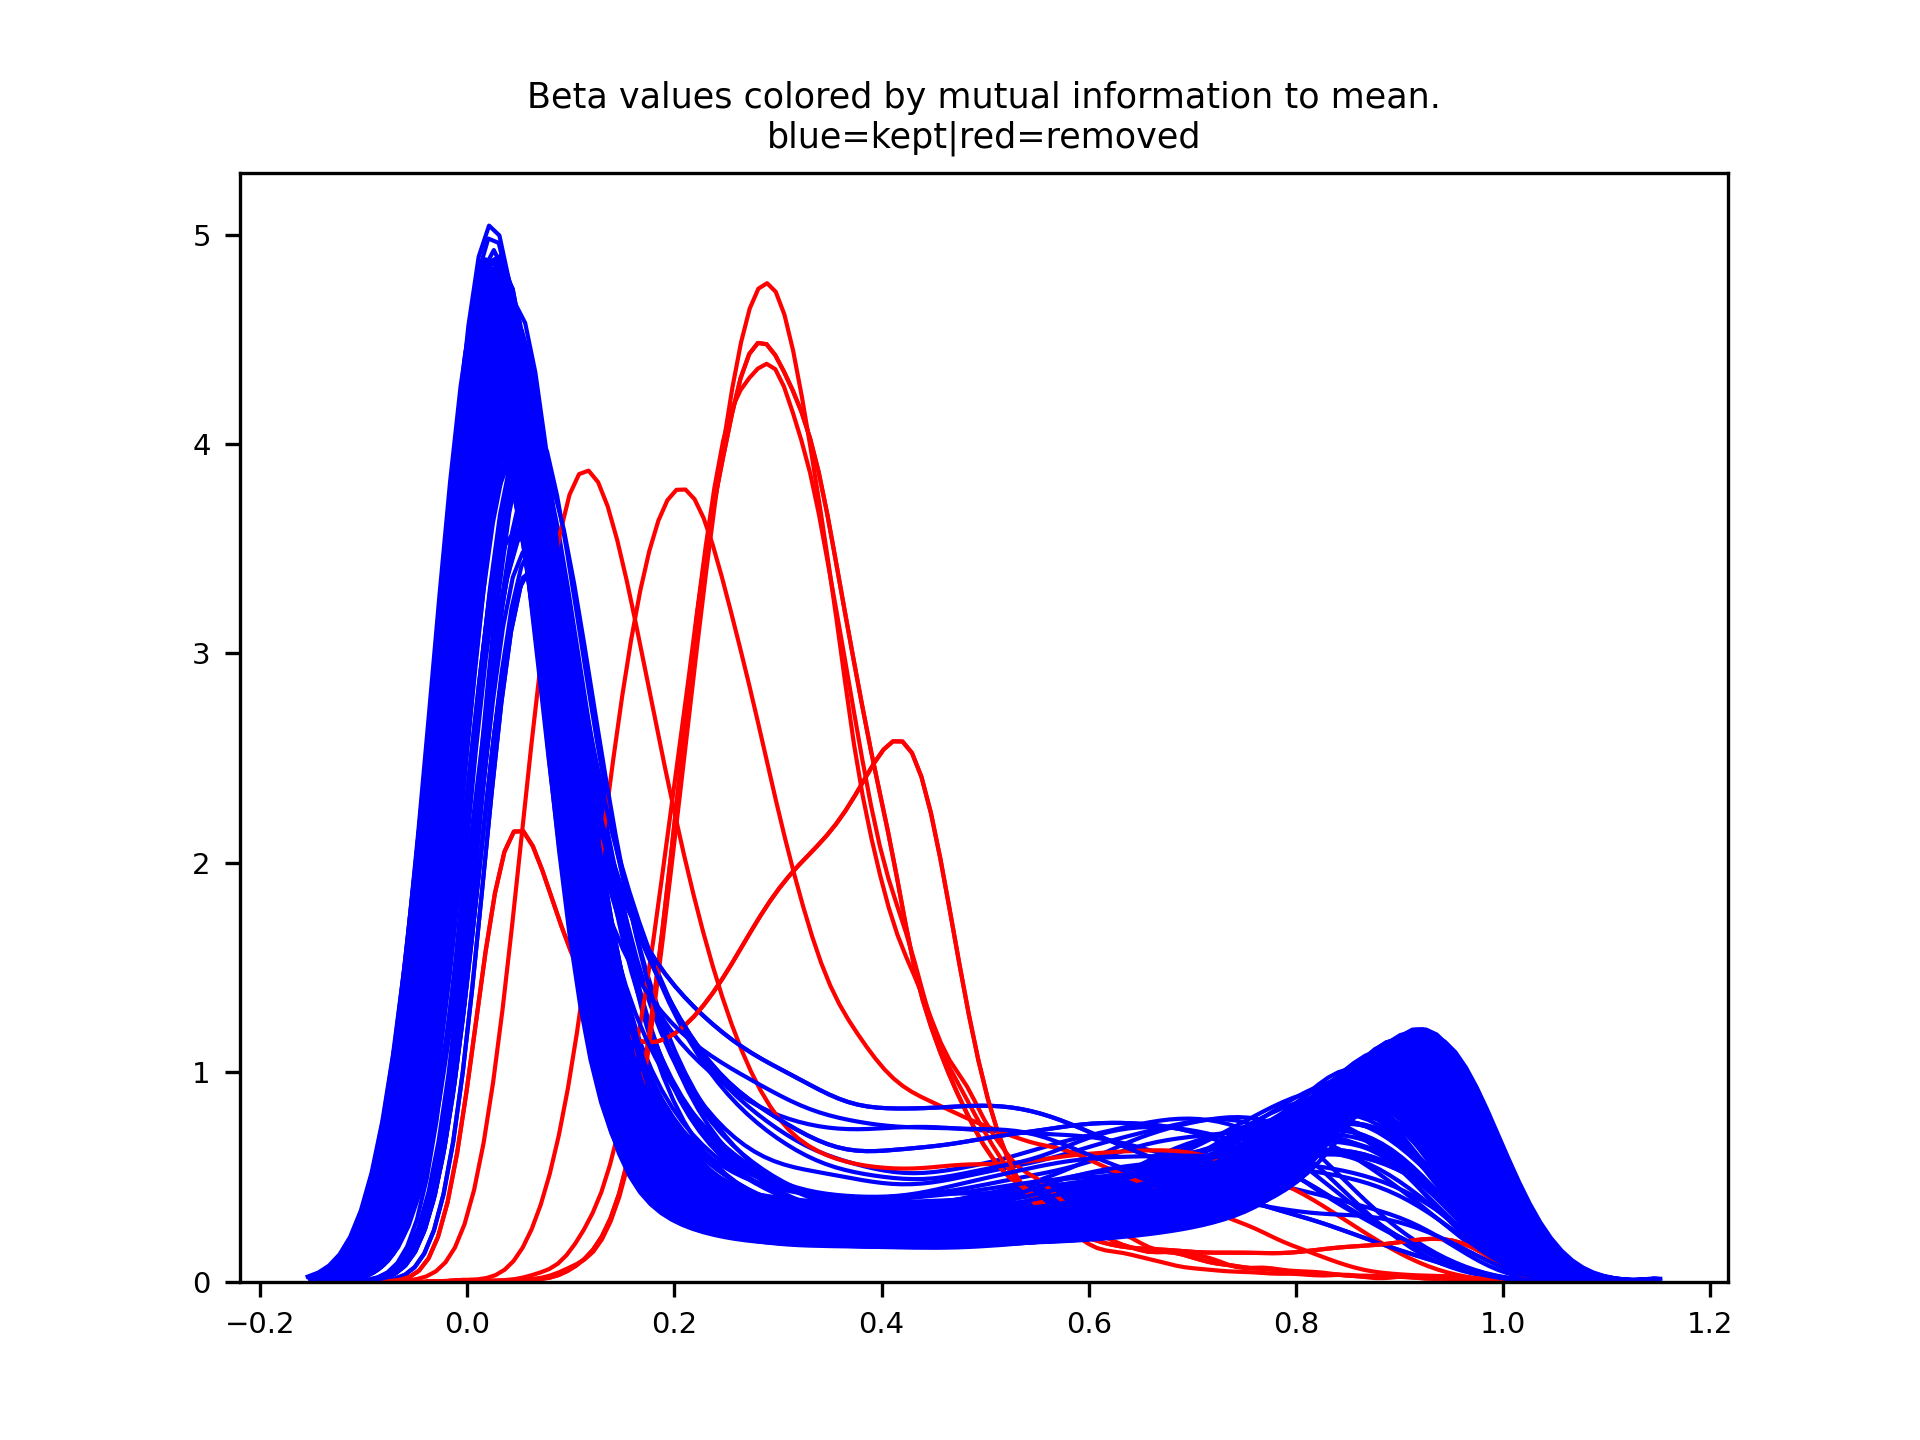 Beta values colored by mutual information to mean.
blue=kept|red=removed
5
4
3
2
1
0
−0.2 0.0 0.2 0.4 0.6 0.8 1.0 1.2